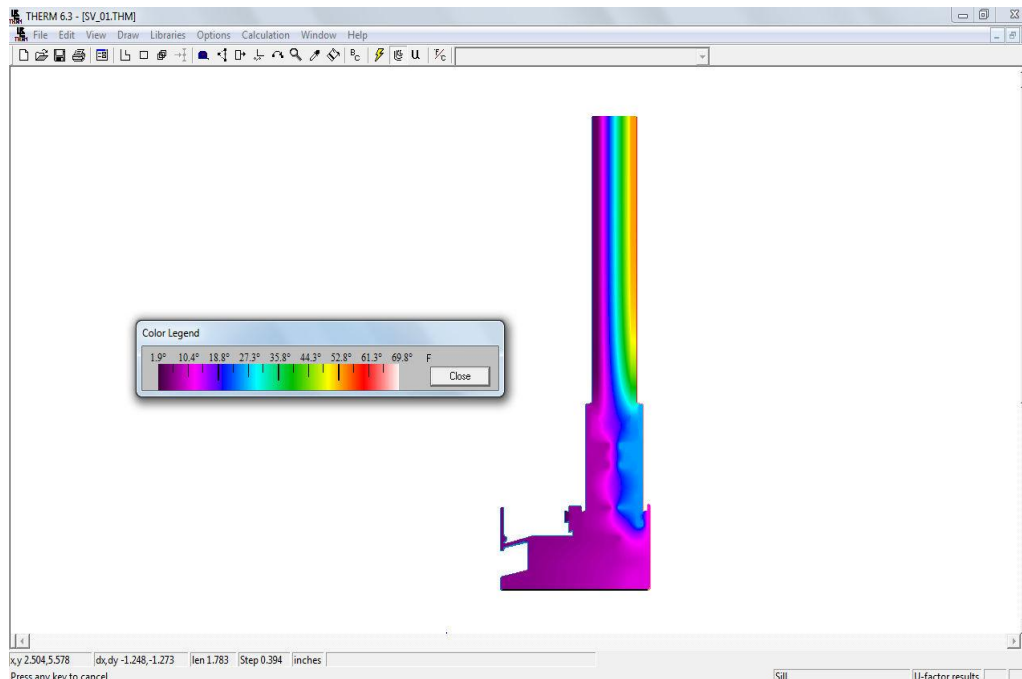 THERM 6.3 - [SV_01.THM]
File Edit View Draw Libraries Options Calculation Window Help
BC U °F/C
Color Legend
1.9° 10.4° 18.8° 27.3° 35.8° 44.3° 52.8° 61.3° 69.8° F
Close
x,y 2.504,5.578 dx,dy -1.248,-1.273 len 1.783 Step 0.394 inches
Press any key to cancel Sill U-factor results